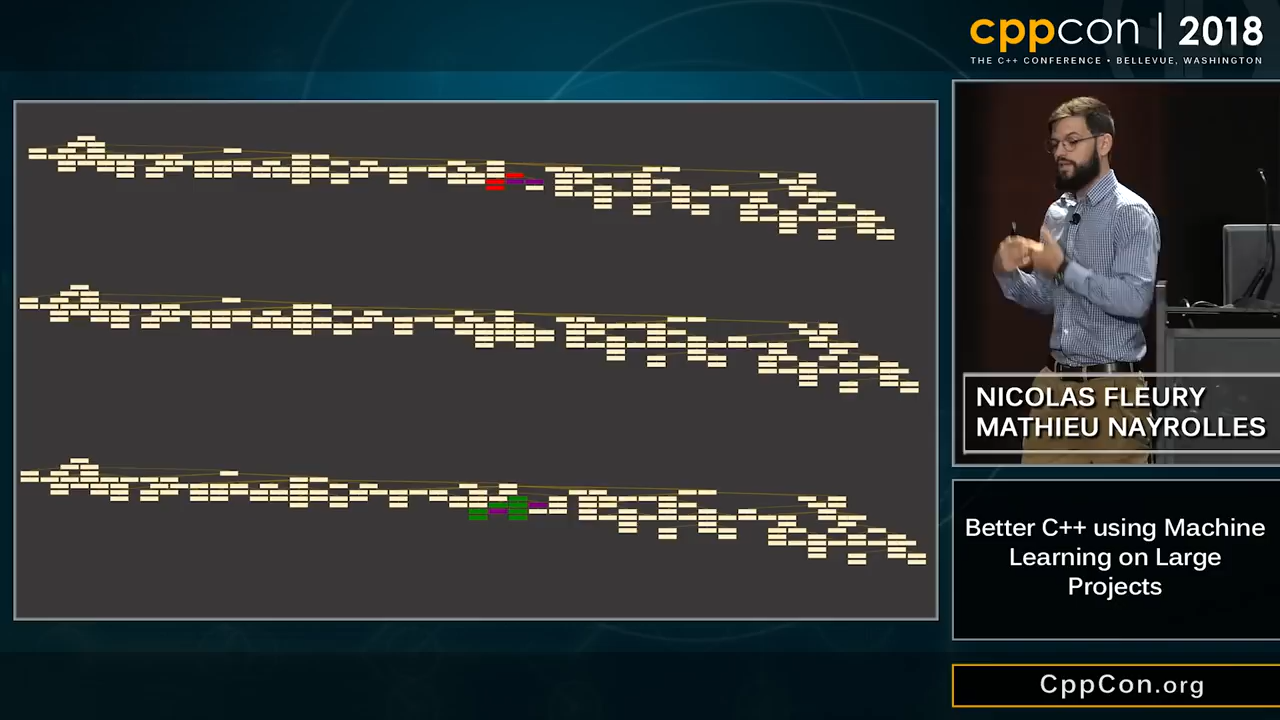 cppcon | 2018
THE C++ CONFERENCE • BELLEVUE, WASHINGTON
NICOLAS FLEURY
MATHIEU NAYROLLES
Better C++ using Machine
Learning on Large
Projects
CppCon.org